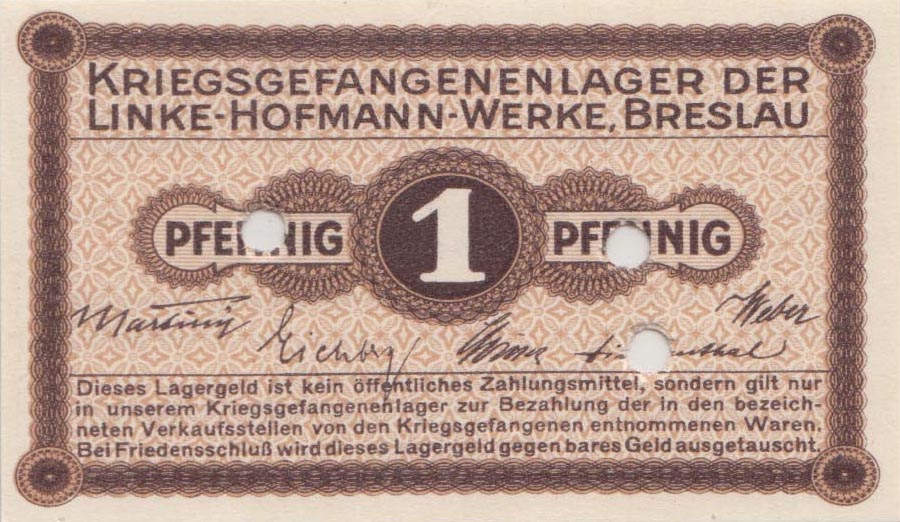 KRIEGSGEFANGENENLAGER DER
LINKE-HOFMANN-WERKE, BRESLAU
PFENNIG 1 PFENNIG
Weber
Dieses Lagergeld ist kein öffentliches Zahlungsmittel, sondern gilt nur
in unserem Kriegsgefangenenlager zur Bezahlung der in den bezeich-
neten Verkaufsstellen von den Kriegsgefangenen entnommenen Waren.
Bei Friedensschluß wird dieses Lagergeld gegen bares Geld ausgetauscht.